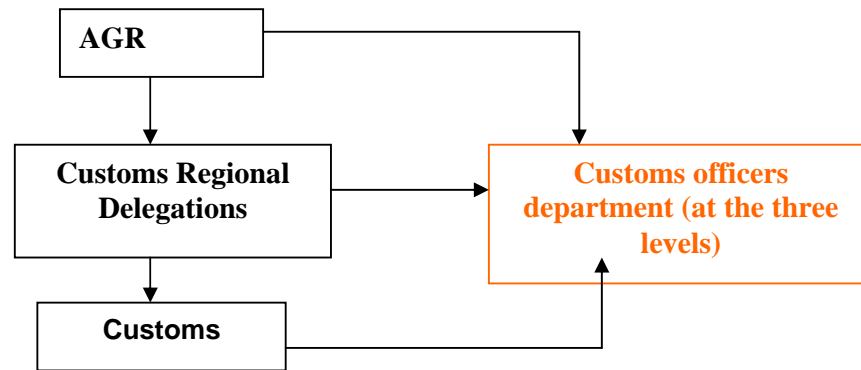 AGR
Customs Regional
Delegations
Customs officers
department (at the three
levels)
Customs